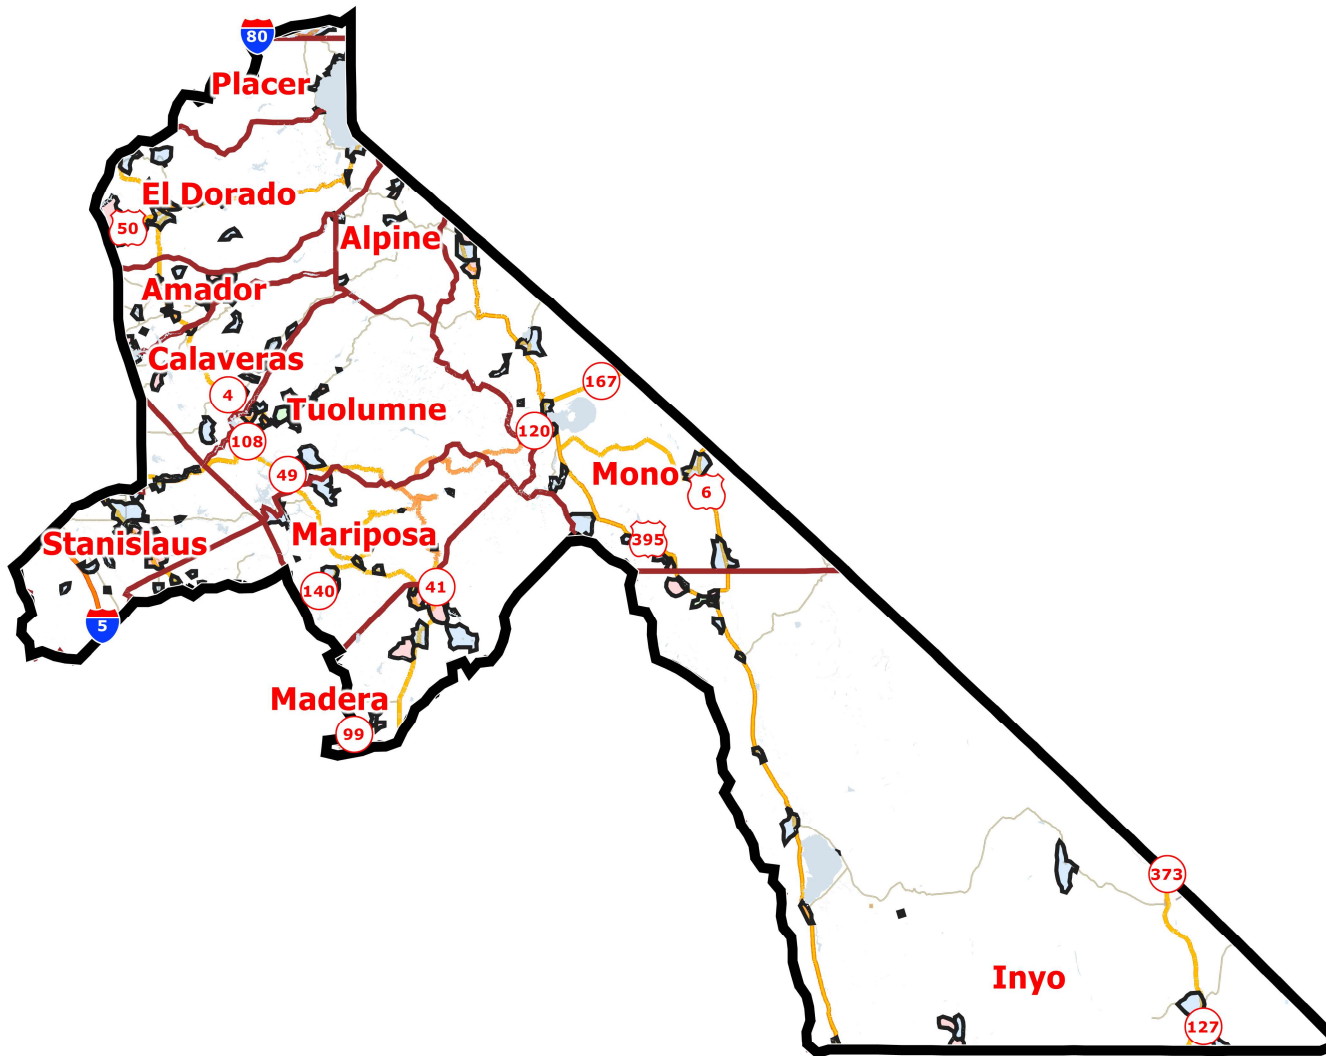 80
Placer
El Dorado
50
Alpine
Amador
Calaveras
4
167
Tuolumne
120
108
49
Mono
6
Mariposa
395
Stanislaus
140
41
5
Madera
99
373
Inyo
127